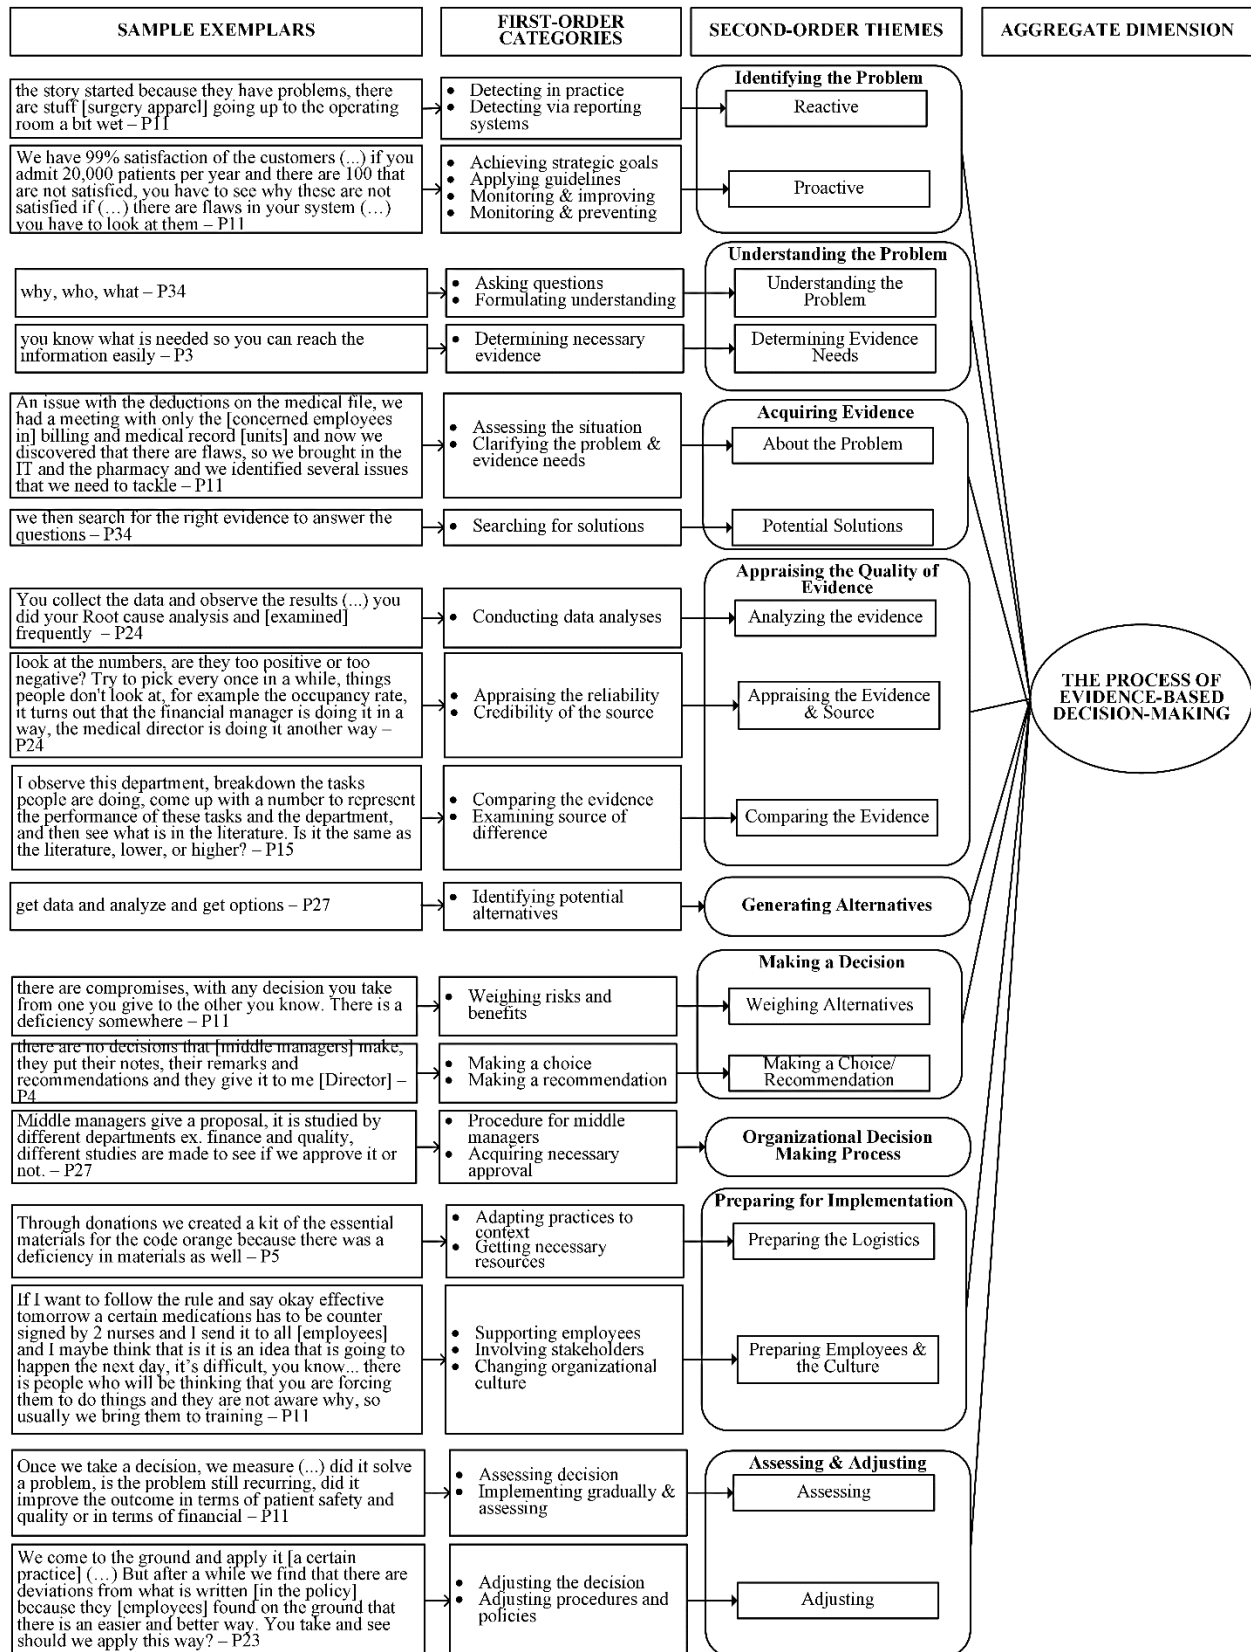 SAMPLE EXEMPLARS
FIRST-ORDER
CATEGORIES
SECOND-ORDER THEMES
AGGREGATE DIMENSION
the story started because they have problems, there
are stuff [surgery apparel] going up to the operating
room a bit wet – P11
• Detecting in practice
• Detecting via reporting
systems
Identifying the Problem
Reactive
We have 99% satisfaction of the customers (...) if you
admit 20,000 patients per year and there are 100 that
are not satisfied, you have to see why these are not
satisfied if (…) there are flaws in your system (…)
you have to look at them – P11
• Achieving strategic goals
• Applying guidelines
• Monitoring & improving
• Monitoring & preventing
Proactive
why, who, what – P34
• Asking questions
• Formulating understanding
Understanding the Problem
Understanding the
Problem
you know what is needed so you can reach the
information easily – P3
• Determining necessary
evidence
Determining Evidence
Needs
An issue with the deductions on the medical file, we
had a meeting with only the [concerned employees
in] billing and medical record [units] and now we
discovered that there are flaws, so we brought in the
IT and the pharmacy and we identified several issues
that we need to tackle – P11
• Assessing the situation
• Clarifying the problem &
evidence needs
Acquiring Evidence
About the Problem
we then search for the right evidence to answer the
questions – P34
• Searching for solutions
Potential Solutions
You collect the data and observe the results (...) you
did your Root cause analysis and [examined]
frequently – P24
• Conducting data analyses
Appraising the Quality of
Evidence
Analyzing the evidence
look at the numbers, are they too positive or too
negative? Try to pick every once in a while, things
people don't look at, for example the occupancy rate,
it turns out that the financial manager is doing it in a
way, the medical director is doing it another way –
P24
• Appraising the reliability
• Credibility of the source
Appraising the Evidence
& Source
THE PROCESS OF
EVIDENCE-BASED
DECISION-MAKING
I observe this department, breakdown the tasks
people are doing, come up with a number to represent
the performance of these tasks and the department,
and then see what is in the literature. Is it the same as
the literature, lower, or higher? – P15
• Comparing the evidence
• Examining source of
difference
Comparing the Evidence
get data and analyze and get options – P27
• Identifying potential
alternatives
Generating Alternatives
there are compromises, with any decision you take
from one you give to the other you know. There is a
deficiency somewhere – P11
• Weighing risks and
benefits
Making a Decision
Weighing Alternatives
there are no decisions that [middle managers] make,
they put their notes, their remarks and
recommendations and they give it to me [Director] –
P4
• Making a choice
• Making a recommendation
Making a Choice/
Recommendation
Middle managers give a proposal, it is studied by
different departments ex. finance and quality,
different studies are made to see if we approve it or
not. – P27
• Procedure for middle
managers
• Acquiring necessary
approval
Organizational Decision
Making Process
Through donations we created a kit of the essential
materials for the code orange because there was a
deficiency in materials as well – P5
• Adapting practices to
context
• Getting necessary
resources
Preparing for Implementation
Preparing the Logistics
If I want to follow the rule and say okay effective
tomorrow a certain medications has to be counter
signed by 2 nurses and I send it to all [employees]
and I maybe think that is it is an idea that is going to
happen the next day, it’s difficult, you know... there
is people who will be thinking that you are forcing
them to do things and they are not aware why, so
usually we bring them to training – P11
• Supporting employees
• Involving stakeholders
• Changing organizational
culture
Preparing Employees &
the Culture
Once we take a decision, we measure (...) did it solve
a problem, is the problem still recurring, did it
improve the outcome in terms of patient safety and
quality or in terms of financial – P11
• Assessing decision
• Implementing gradually &
assessing
Assessing & Adjusting
Assessing
We come to the ground and apply it [a certain
practice] (…) But after a while we find that there are
deviations from what is written [in the policy]
because they [employees] found on the ground that
there is an easier and better way. You take and see
should we apply this way? – P23
• Adjusting the decision
• Adjusting procedures and
policies
Adjusting